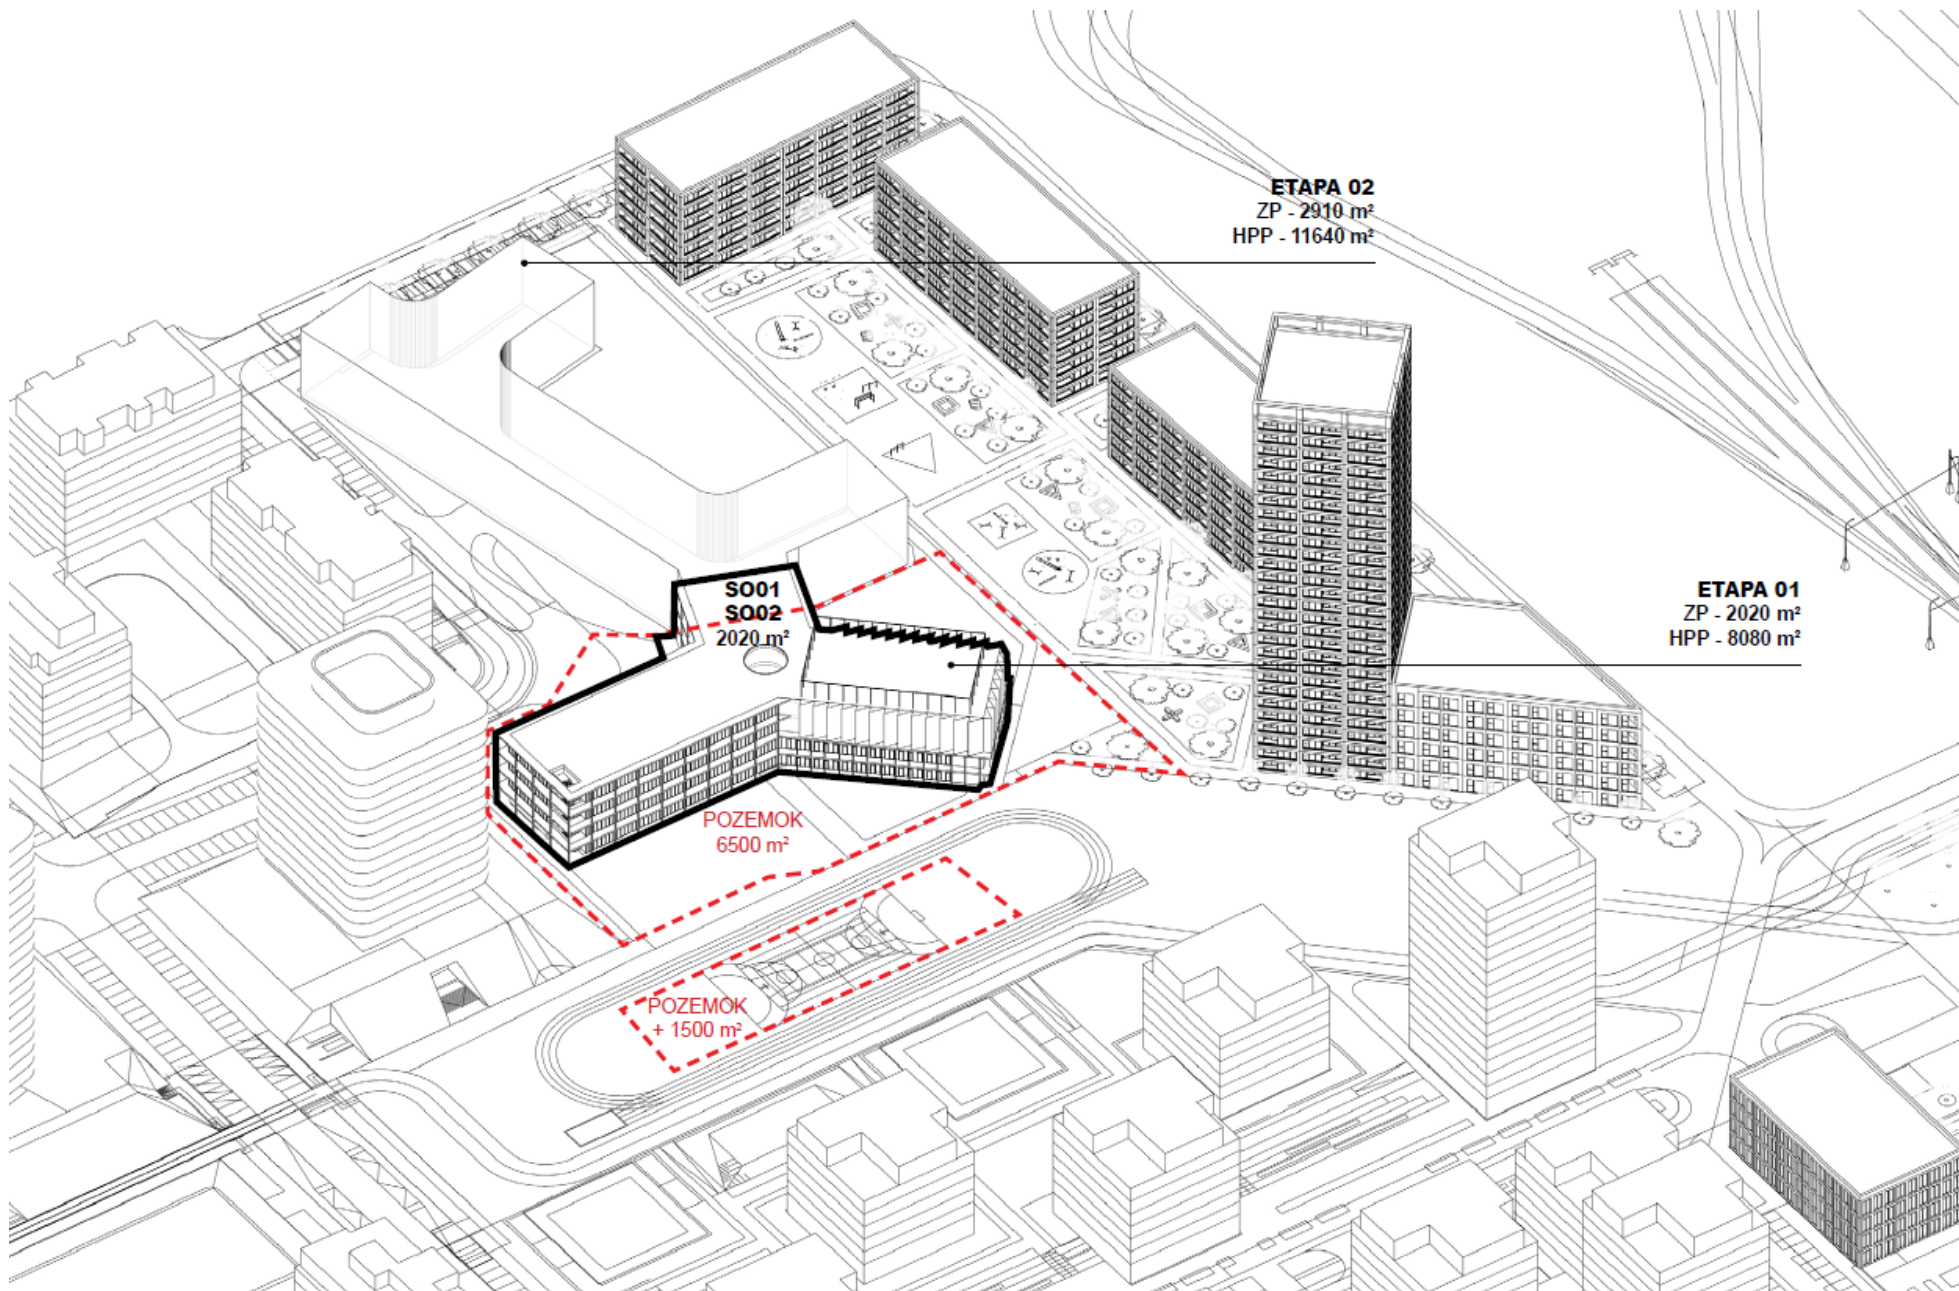 ETAPA 02
ZP - 2910 m²
HPP - 11640 m²
SO01
SO02
2020 m²
ETAPA 01
ZP - 2020 m²
HPP - 8080 m²
POZEMOK
6500 m²
POZEMOK
+ 1500 m²